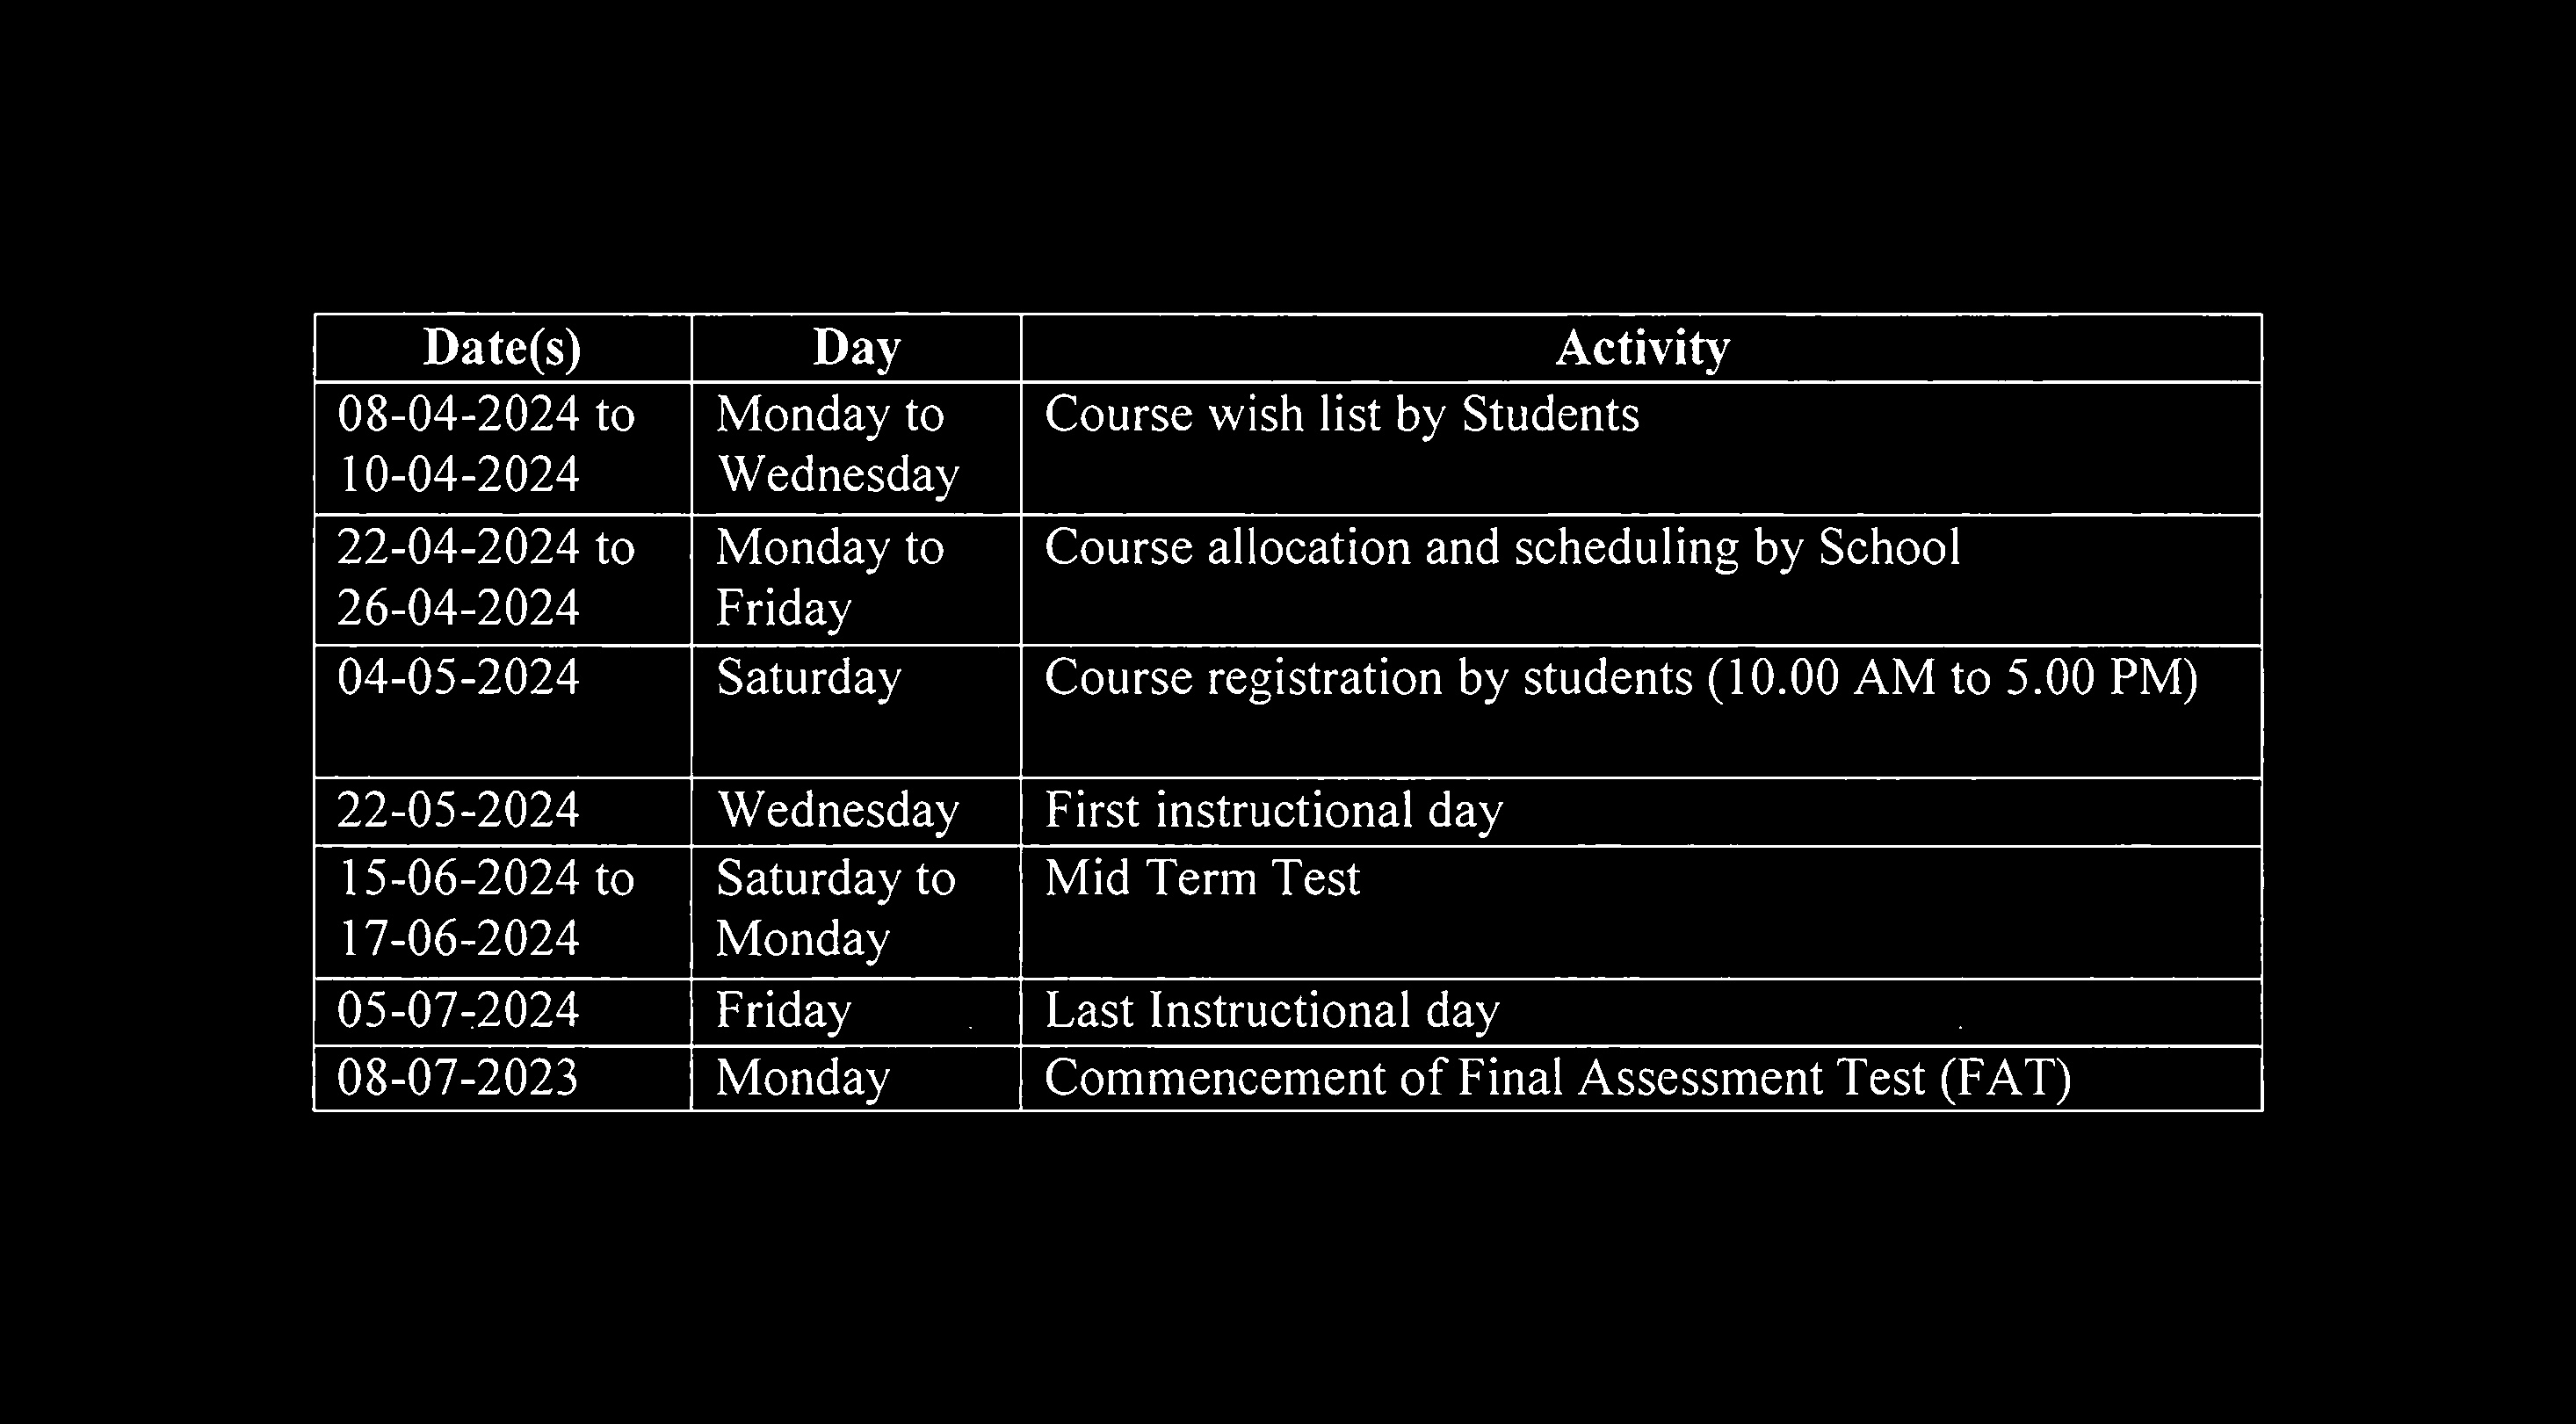 Date(s) Day Activity
08-04-2024 to Monday to Course wish list by Students
10-04-2024 Wednesday
22-04-2024 to Monday to Course allocation and scheduling by School
26-04-2024 Friday
04-05-2024 Saturday Course registration by students (10.00 AM to 5.00 PM)
22-05-2024 Wednesday First instructional day
15-06-2024 to Saturday to Mid Term Test
17-06-2024 Monday
05-07-2024 Friday Last Instructional day
08-07-2023 Monday Commencement of Final Assessment Test (FAT)